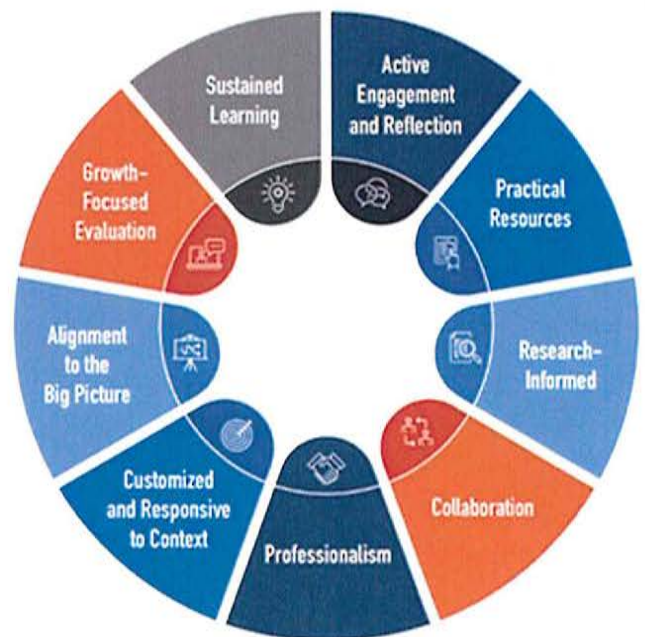 Sustained
Learning
Active
Engagement
and Reflection
Practical
Resources
Research-
Informed
Collaboration
Professionalism
Customized
and Responsive
to Context
Alignment
to the
Big Picture
Growth-
Focused
Evaluation